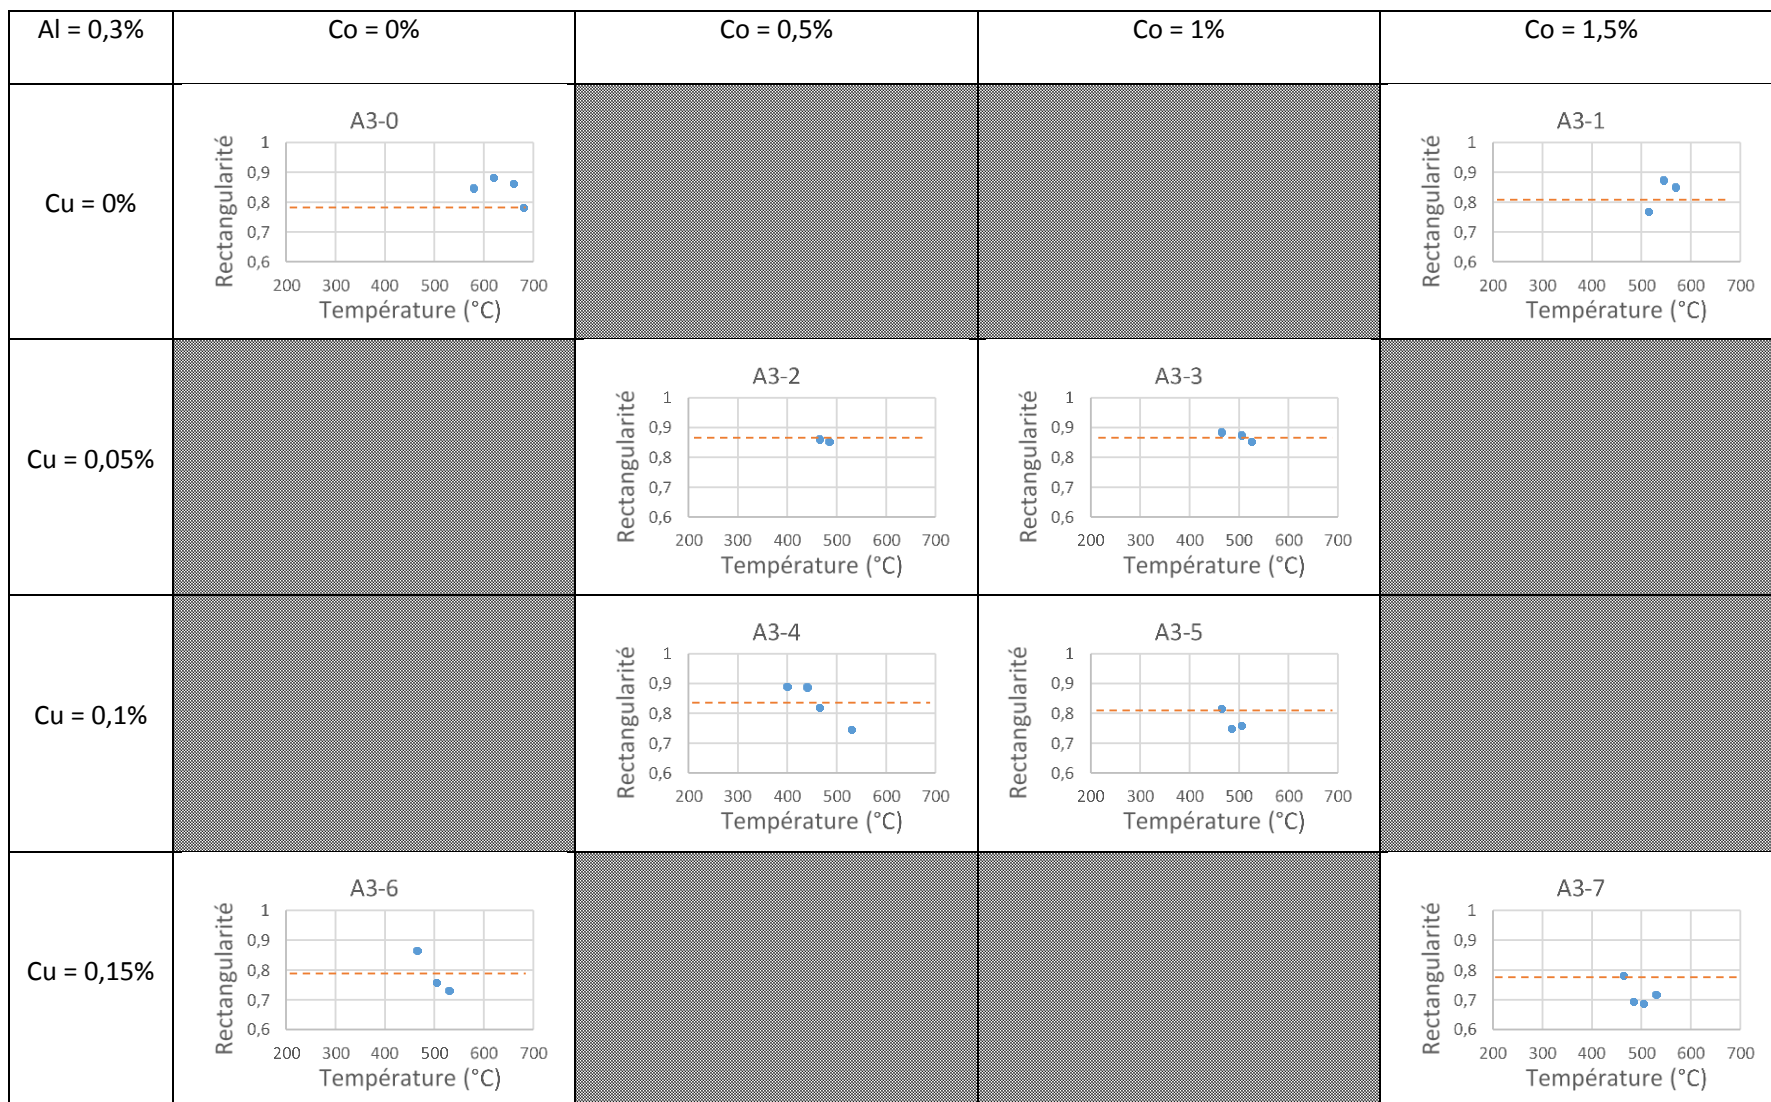 Al = 0,3% Co = 0% Co = 0,5% Co = 1% Co = 1,5%
Cu = 0%
A3-0
Rectangularité
1
0,9
0,8
0,7
0,6
200 300 400 500 600 700
Température (°C)
A3-1
Rectangularité
1
0,9
0,8
0,7
0,6
200 300 400 500 600 700
Température (°C)
Cu = 0,05%
A3-2
Rectangularité
1
0,9
0,8
0,7
0,6
200 300 400 500 600 700
Température (°C)
A3-3
Rectangularité
1
0,9
0,8
0,7
0,6
200 300 400 500 600 700
Température (°C)
Cu = 0,1%
A3-4
Rectangularité
1
0,9
0,8
0,7
0,6
200 300 400 500 600 700
Température (°C)
A3-5
Rectangularité
1
0,9
0,8
0,7
0,6
200 300 400 500 600 700
Température (°C)
Cu = 0,15%
A3-6
Rectangularité
1
0,9
0,8
0,7
0,6
200 300 400 500 600 700
Température (°C)
A3-7
Rectangularité
1
0,9
0,8
0,7
0,6
200 300 400 500 600 700
Température (°C)